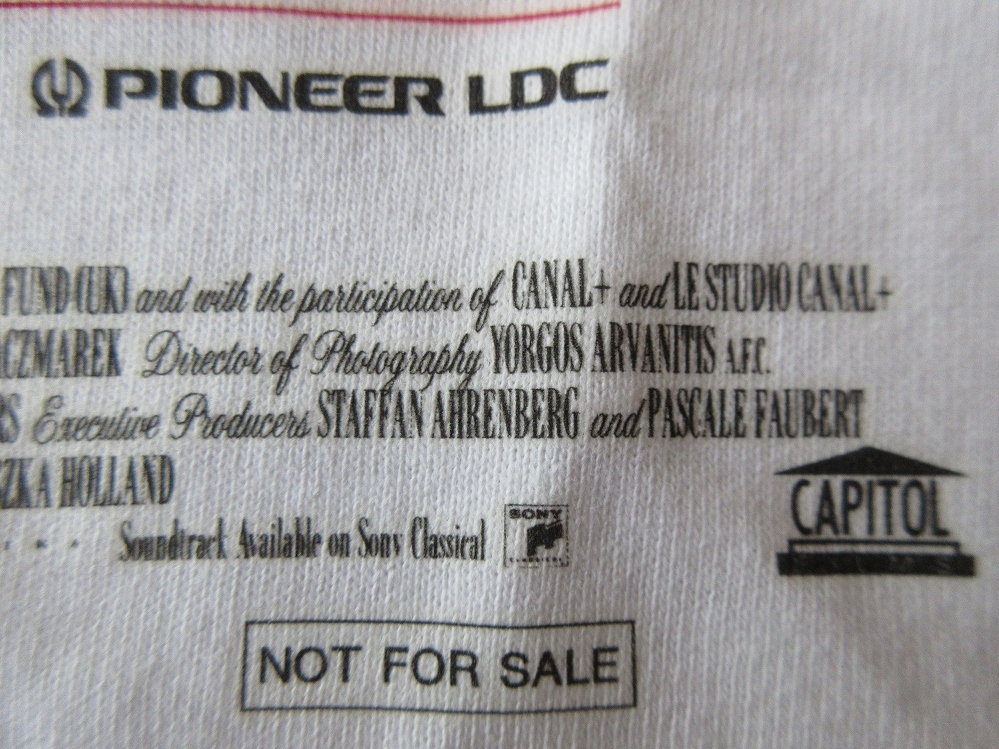 PIONEER LDC
FUND (UK) and with the participation of CANAL+ and LE STUDIO CANAL+
CZMAREK Director of Photography YORGOS ARVANITIS A.F.C.
RS Executive Producers STAFFAN AHRENBERG and PASCALE FAUBERT
SZKA HOLLAND
Soundtrack Available on Sony Classical SONY
CAPITOL
NOT FOR SALE